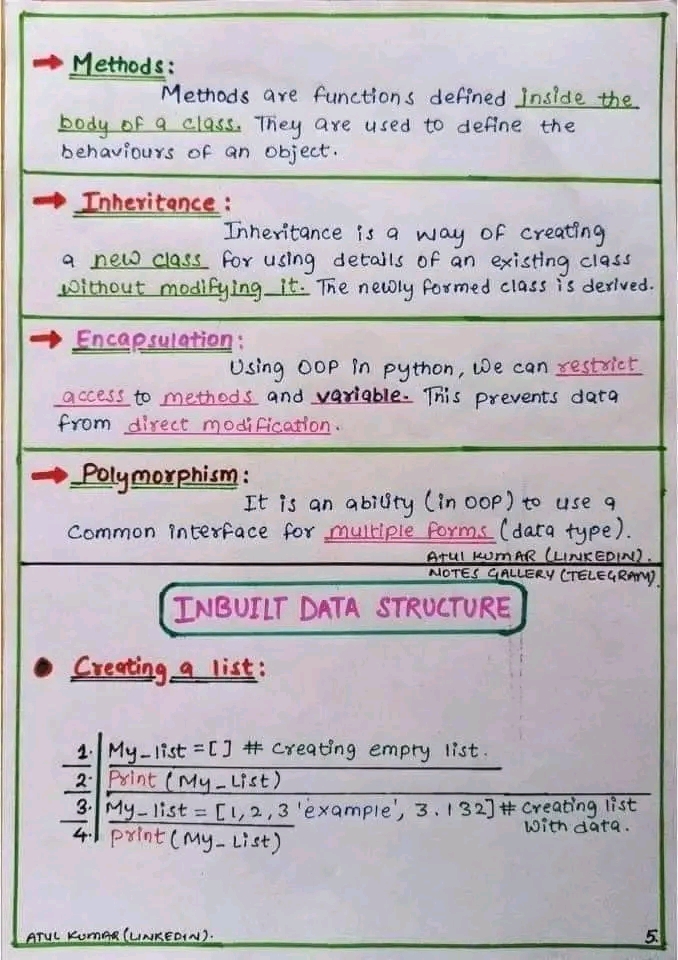 → Methods:
Methods are functions defined inside the
body of a class. They are used to define the
behaviours of an object.
→ Inheritance:
Inheritance is a way of creating
a new class for using details of an existing class
without modifying it. The newly formed class is derived.
→ Encapsulation:
Using OOP in python, we can restrict
access to methods and variable. This prevents data
from direct modification.
→ Polymorphism:
It is an ability (in OOP) to use a
common interface for multiple forms (data type).
ATUL KUMAR (LINKEDIN).
NOTES GALLERY (TELEGRAM)
INBUILT DATA STRUCTURE
● Creating a list:
1. My_list = [] # creating empty list.
2. Print (My_List)
3. My_list = [1, 2, 3 'example', 3.132] # creating list
with data.
4. print (My_List)
ATUL KUMAR (LINKEDIN).
5.